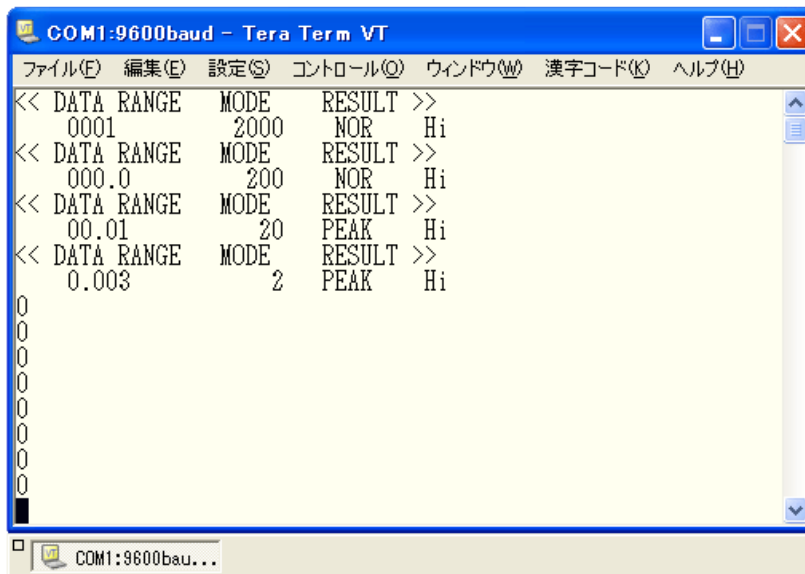 COM1:9600baud - Tera Term VT
ファイル(F) 編集(E) 設定(S) コントロール(O) ウィンドウ(W) 漢字コード(K) ヘルプ(H)
<< DATA RANGE MODE RESULT >>
0001 2000 NOR Hi
<< DATA RANGE MODE RESULT >>
000.0 200 NOR Hi
<< DATA RANGE MODE RESULT >>
00.01 20 PEAK Hi
<< DATA RANGE MODE RESULT >>
0.003 2 PEAK Hi
0
0
0
0
0
0
0
0
COM1:9600bau...